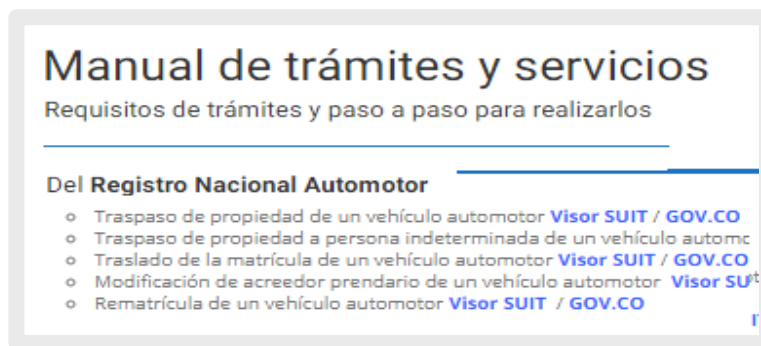 Manual de trámites y servicios
Requisitos de trámites y paso a paso para realizarlos
Del Registro Nacional Automotor
Traspaso de propiedad de un vehículo automotor Visor SUIT / GOV.CO
Traspaso de propiedad a persona indeterminada de un vehículo
Traslado de la matrícula de un vehículo automotor Visor SUIT / GOV.CO
Modificación de acreedor prendario de un vehículo automotor Visor
Rematrícula de un vehículo automotor Visor SUIT / GOV.CO